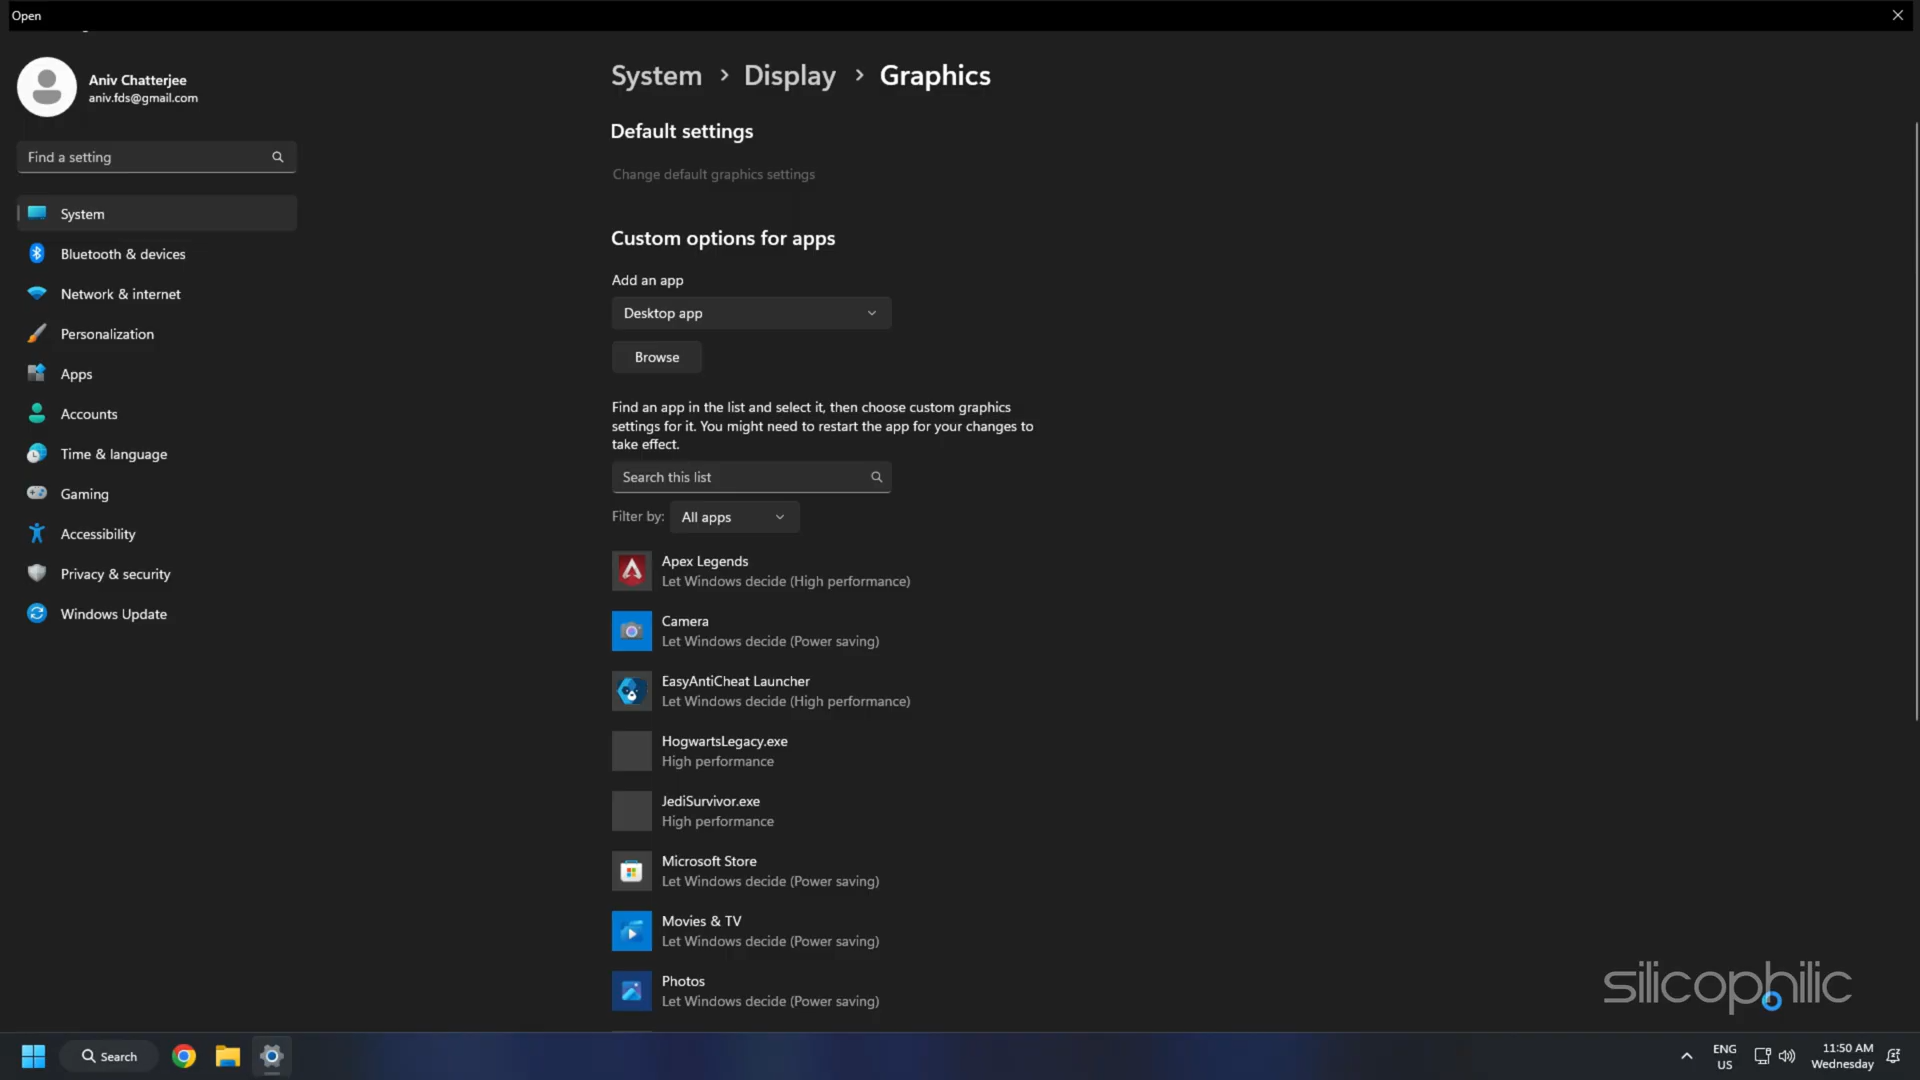 Open
Aniv Chatterjee
aniv.fds@gmail.com
Find a setting
System
Bluetooth & devices
Network & internet
Personalization
Apps
Accounts
Time & language
Gaming
Accessibility
Privacy & security
Windows Update
System > Display > Graphics
Default settings
Change default graphics settings
Custom options for apps
Add an app
Desktop app
Browse
Find an app in the list and select it, then choose custom graphics
settings for it. You might need to restart the app for your changes to
take effect.
Search this list
Filter by: All apps
Apex Legends
Let Windows decide (High performance)
Camera
Let Windows decide (Power saving)
EasyAntiCheat Launcher
Let Windows decide (High performance)
HogwartsLegacy.exe
High performance
JediSurvivor.exe
High performance
Microsoft Store
Let Windows decide (Power saving)
Movies & TV
Let Windows decide (Power saving)
Photos
Let Windows decide (Power saving)
silicophilic
Search
ENG
US
11:50 AM
Wednesday